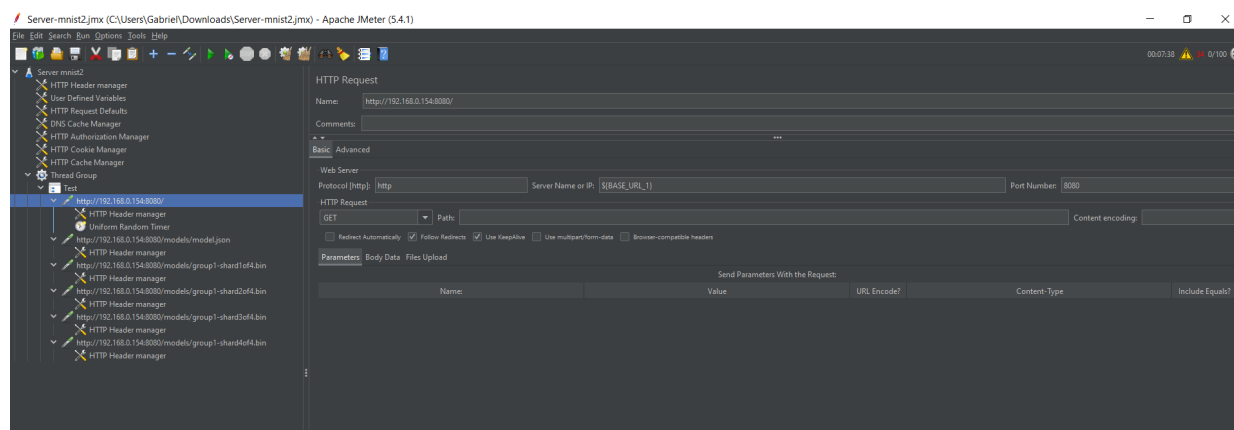 Server-mnist2.jmx (C:\Users\Gabriel\Downloads\Server-mnist2.jmx) - Apache JMeter (5.4.1)
File Edit Search Run Options Tools Help
00:07:38 0/100
Server mnist2
HTTP Header manager
User Defined Variables
HTTP Request Defaults
DNS Cache Manager
HTTP Authorization Manager
HTTP Cookie Manager
HTTP Cache Manager
Thread Group
Test
http://192.168.0.154:8080/
HTTP Header manager
Uniform Random Timer
http://192.168.0.154:8080/models/model.json
HTTP Header manager
http://192.168.0.154:8080/models/group1-shard1of4.bin
HTTP Header manager
http://192.168.0.154:8080/models/group1-shard2of4.bin
HTTP Header manager
http://192.168.0.154:8080/models/group1-shard3of4.bin
HTTP Header manager
http://192.168.0.154:8080/models/group1-shard4of4.bin
HTTP Header manager
HTTP Request
Name: http://192.168.0.154:8080/
Comments:
Basic Advanced
Web Server
Protocol [http]: http Server Name or IP: ${BASE_URL_1} Port Number: 8080
HTTP Request
GET Path: Content encoding:
Redirect Automatically Follow Redirects Use KeepAlive Use multipart/form-data Browser-compatible headers
Parameters Body Data Files Upload
Send Parameters With the Request:
Name: Value URL Encode? Content-Type Include Equals?